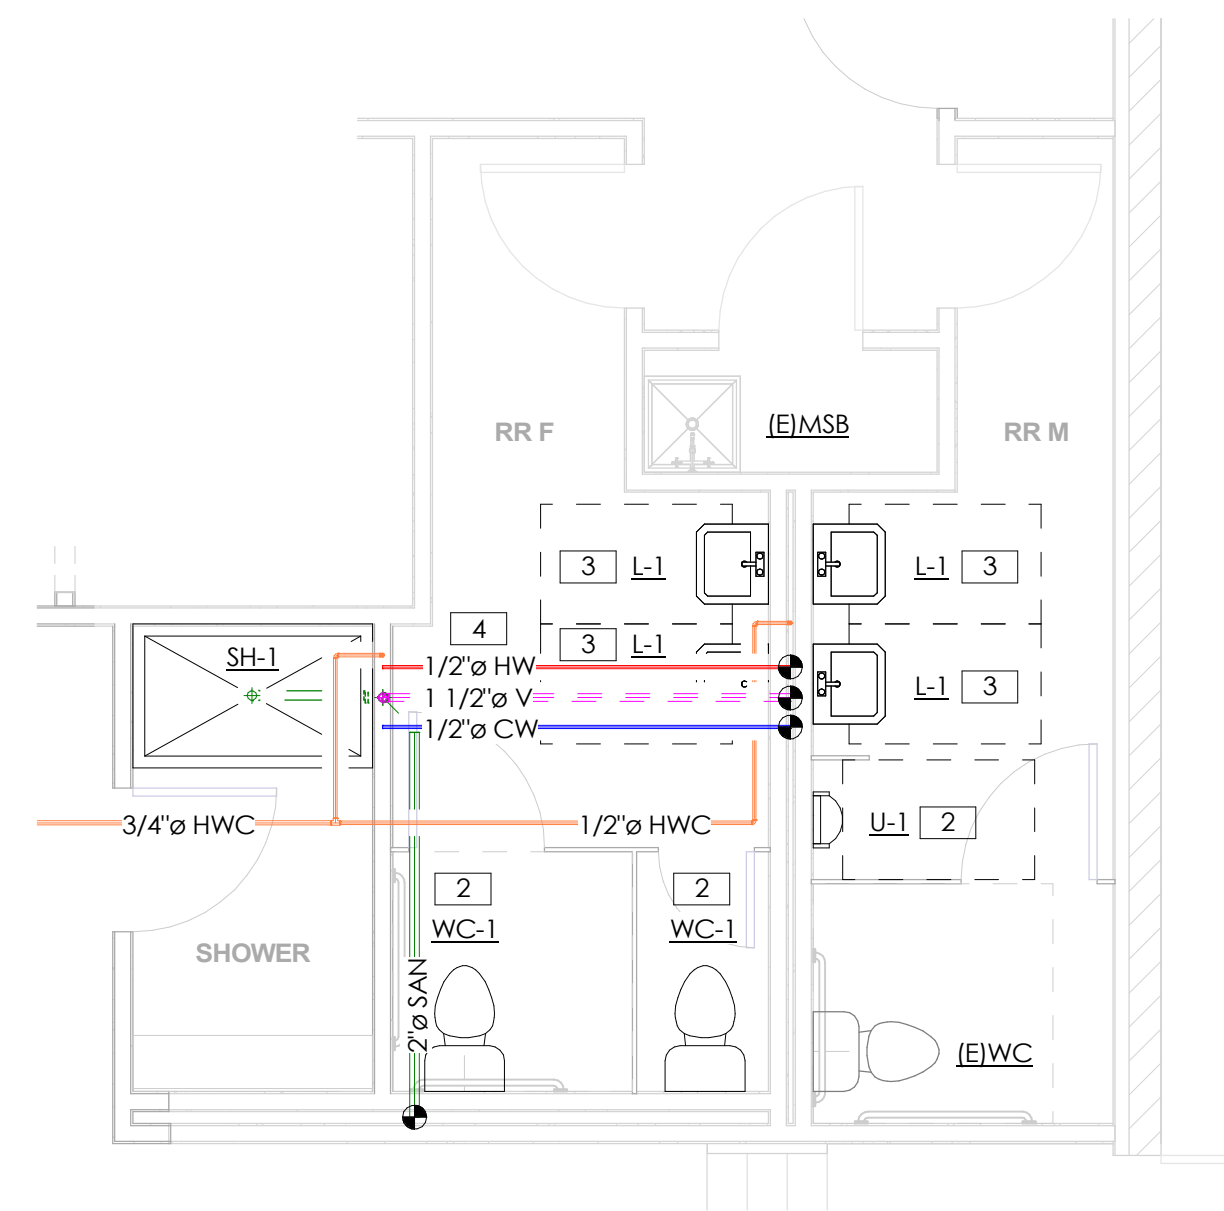 RR F
(E)MSB
RR M
3 L-1
L-1 3
4
3 L-1
SH-1
1/2"ø HW
1 1/2"ø V
L-1 3
1/2"ø CW
3/4"ø HWC
1/2"ø HWC
U-1 2
2
2
WC-1
WC-1
SHOWER
2"ø SAN
(E)WC